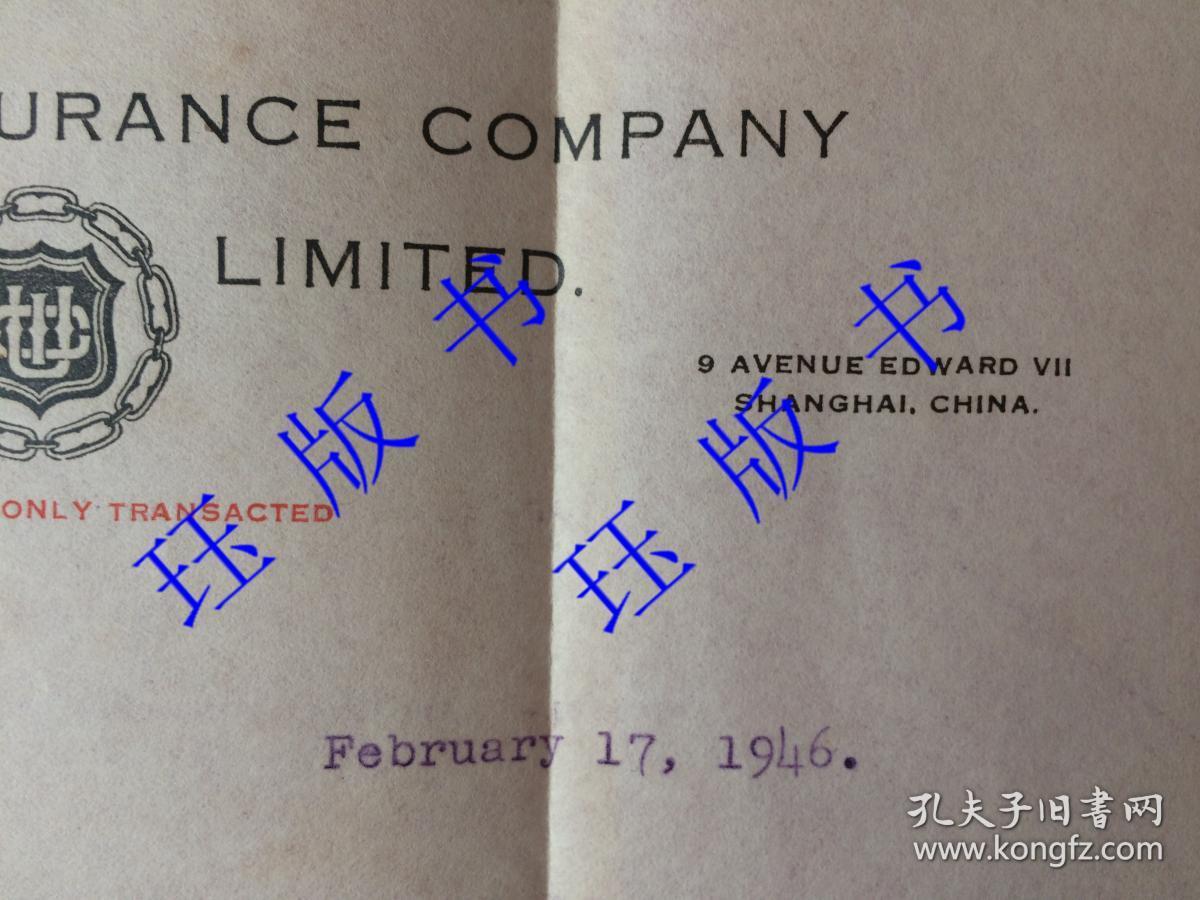 URANCE COMPANY
LIMITED.
9 AVENUE EDWARD VII
SHANGHAI, CHINA.
ONLY TRANSACTED
February 17, 1946.
珏版书
珏版书
孔夫子旧书网
www.kongfz.com